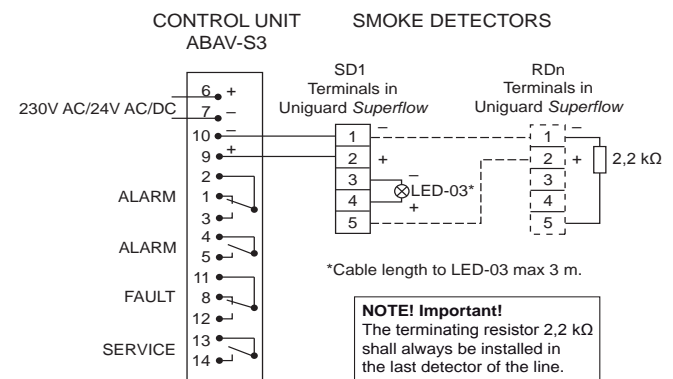 CONTROL UNIT
ABAV-S3
SMOKE DETECTORS
SD1
Terminals in
Uniguard Superflow
RDn
Terminals in
Uniguard Superflow
230V AC/24V AC/DC
6 +
7 –
10 –
9 +
2
ALARM 1
3
4
ALARM
5
11
FAULT 8
12
13
SERVICE
14
1 –
2 +
3 –
4 +
5
LED-03*
1 –
2 +
3
4
5
2,2 kΩ
*Cable length to LED-03 max 3 m.
NOTE! Important!
The terminating resistor 2,2 kΩ
shall always be installed in
the last detector of the line.